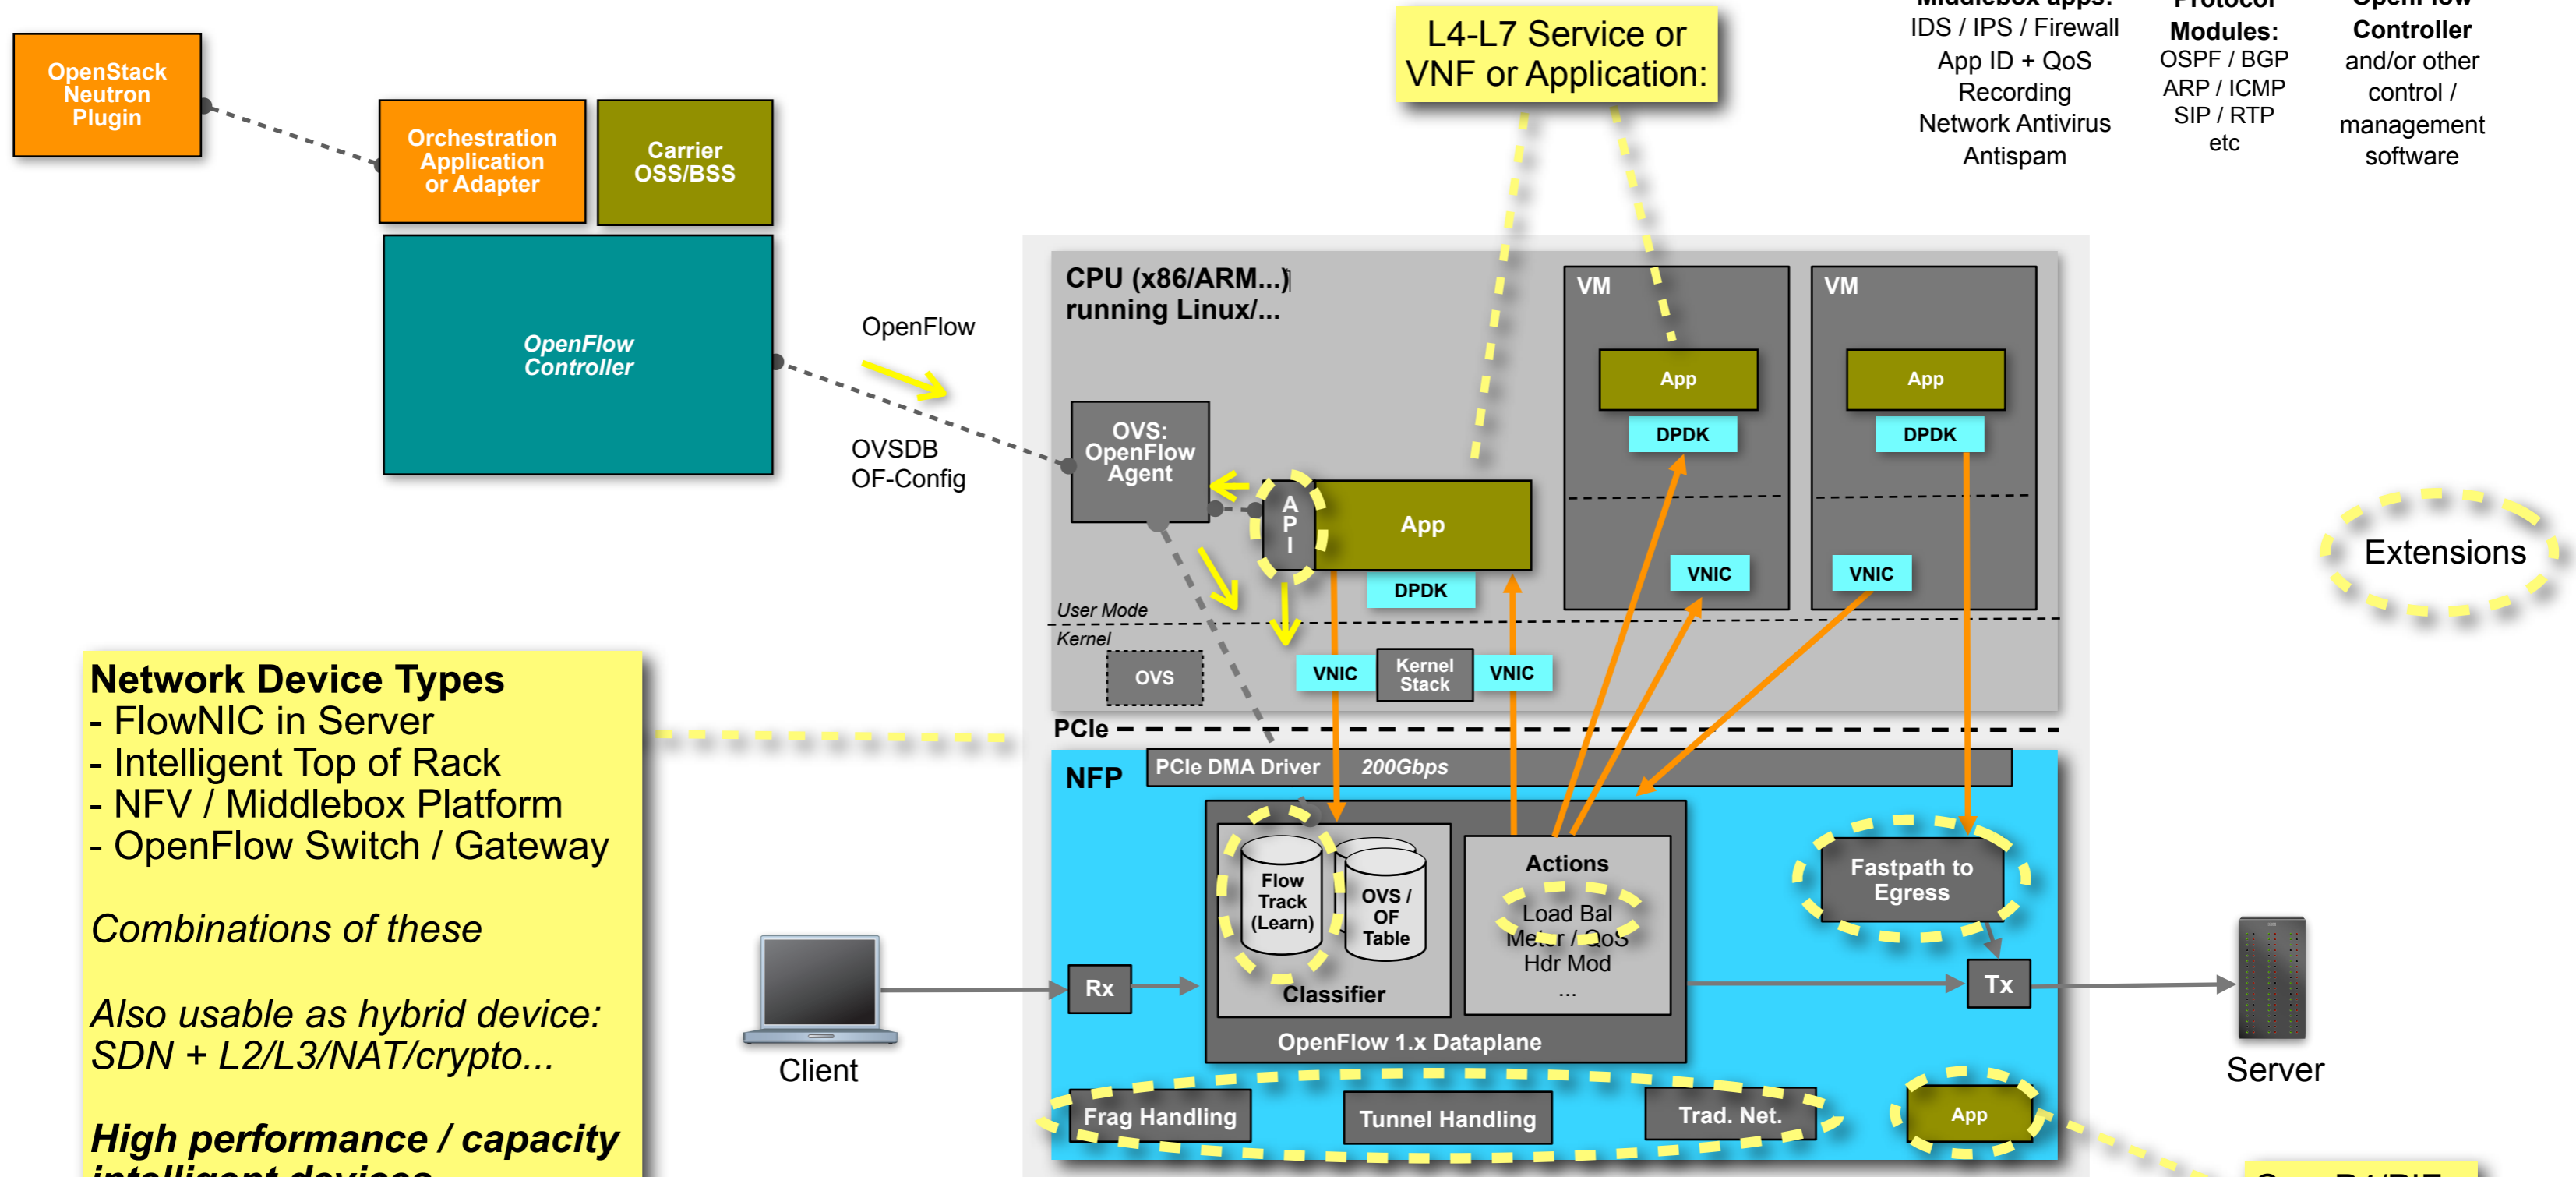 Middlebox apps:
IDS / IPS / Firewall
App ID + QoS
Recording
Network Antivirus
Antispam
Protocol
Modules:
OSPF / BGP
ARP / ICMP
SIP / RTP
etc
OpenFlow
Controller
and/or other
control /
management
software
L4-L7 Service or
VNF or Application:
OpenStack
Neutron
Plugin
Orchestration
Application
or Adapter
Carrier
OSS/BSS
OpenFlow
Controller
OpenFlow
OVSDB
OF-Config
CPU (x86/ARM...)
running Linux/...
VM
App
DPDK
VNIC
VM
App
DPDK
VNIC
OVS:
OpenFlow
Agent
A
P
I
App
DPDK
User Mode
Kernel
OVS
VNIC
Kernel
Stack
VNIC
Extensions
PCIe
NFP
PCIe DMA Driver 200Gbps
Flow
Track
(Learn)
OVS /
OF
Table
Classifier
Actions
Load Bal
Meter / QoS
Hdr Mod
...
OpenFlow 1.x Dataplane
Fastpath to
Egress
Rx
Tx
Client
Server
Frag Handling
Tunnel Handling
Trad. Net.
App
Network Device Types
- FlowNIC in Server
- Intelligent Top of Rack
- NFV / Middlebox Platform
- OpenFlow Switch / Gateway
Combinations of these
Also usable as hybrid device:
SDN + L2/L3/NAT/crypto...
High performance / capacity
intelligent devices